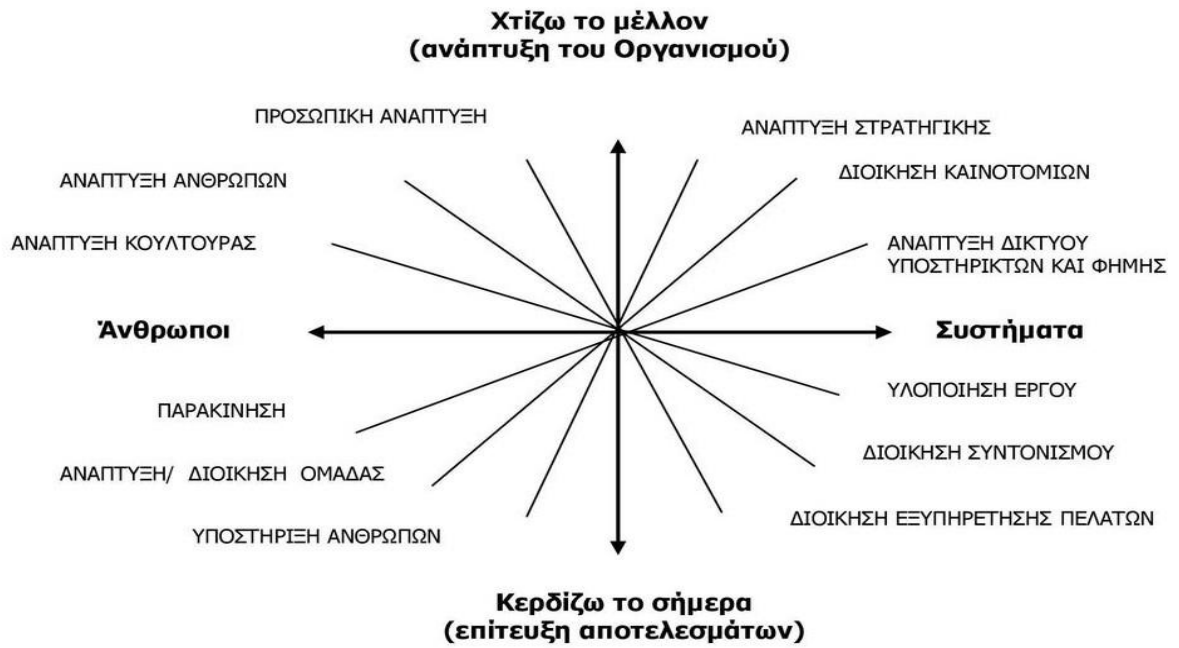 Χτίζω το μέλλον
(ανάπτυξη του Οργανισμού)
ΠΡΟΣΩΠΙΚΗ ΑΝΑΠΤΥΞΗ
ΑΝΑΠΤΥΞΗ ΣΤΡΑΤΗΓΙΚΗΣ
ΑΝΑΠΤΥΞΗ ΑΝΘΡΩΠΩΝ
ΔΙΟΙΚΗΣΗ ΚΑΙΝΟΤΟΜΙΩΝ
ΑΝΑΠΤΥΞΗ ΚΟΥΛΤΟΥΡΑΣ
ΑΝΑΠΤΥΞΗ ΔΙΚΤΥΟΥ
ΥΠΟΣΤΗΡΙΚΤΩΝ ΚΑΙ ΦΗΜΗΣ
Άνθρωποι
Συστήματα
ΠΑΡΑΚΙΝΗΣΗ
ΥΛΟΠΟΙΗΣΗ ΕΡΓΟΥ
ΑΝΑΠΤΥΞΗ/ ΔΙΟΙΚΗΣΗ ΟΜΑΔΑΣ
ΔΙΟΙΚΗΣΗ ΣΥΝΤΟΝΙΣΜΟΥ
ΥΠΟΣΤΗΡΙΞΗ ΑΝΘΡΩΠΩΝ
ΔΙΟΙΚΗΣΗ ΕΞΥΠΗΡΕΤΗΣΗΣ ΠΕΛΑΤΩΝ
Κερδίζω το σήμερα
(επίτευξη αποτελεσμάτων)